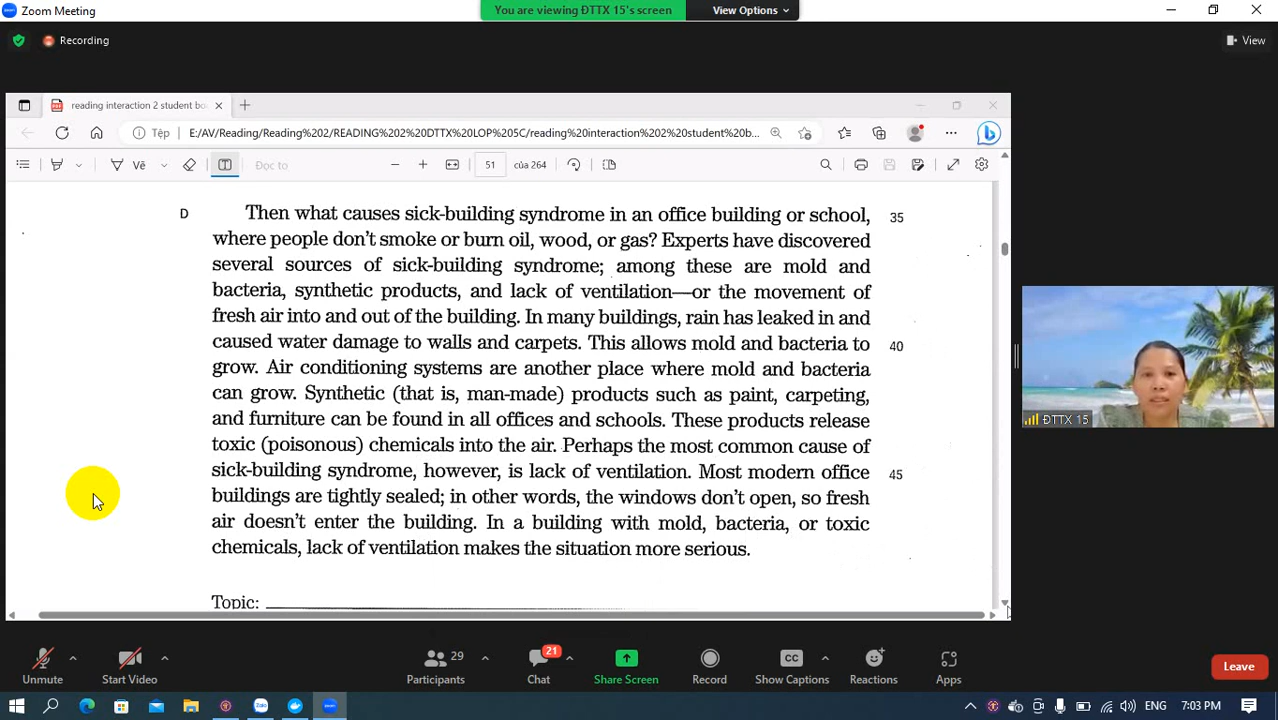 Zoom Meeting
You are viewing ĐTTX 15's screen
View Options
Recording
View
reading interaction 2 student bo
Tệp
E:/AV/Reading/Reading%202/READING%202%20DTTX%20LOP%205C/reading%20interaction%202%20student%20b...
Vẽ
Đọc to
51
của 264
D
Then what causes sick-building syndrome in an office building or school, 35
where people don't smoke or burn oil, wood, or gas? Experts have discovered
several sources of sick-building syndrome; among these are mold and
bacteria, synthetic products, and lack of ventilation—or the movement of
fresh air into and out of the building. In many buildings, rain has leaked in and
caused water damage to walls and carpets. This allows mold and bacteria to 40
grow. Air conditioning systems are another place where mold and bacteria
can grow. Synthetic (that is, man-made) products such as paint, carpeting,
and furniture can be found in all offices and schools. These products release
toxic (poisonous) chemicals into the air. Perhaps the most common cause of
sick-building syndrome, however, is lack of ventilation. Most modern office 45
buildings are tightly sealed; in other words, the windows don't open, so fresh
air doesn't enter the building. In a building with mold, bacteria, or toxic
chemicals, lack of ventilation makes the situation more serious.
Topic:
ĐTTX 15
Unmute
Start Video
29
Participants
21
Chat
Share Screen
Record
CC
Show Captions
Reactions
Apps
Leave
ENG
7:03 PM